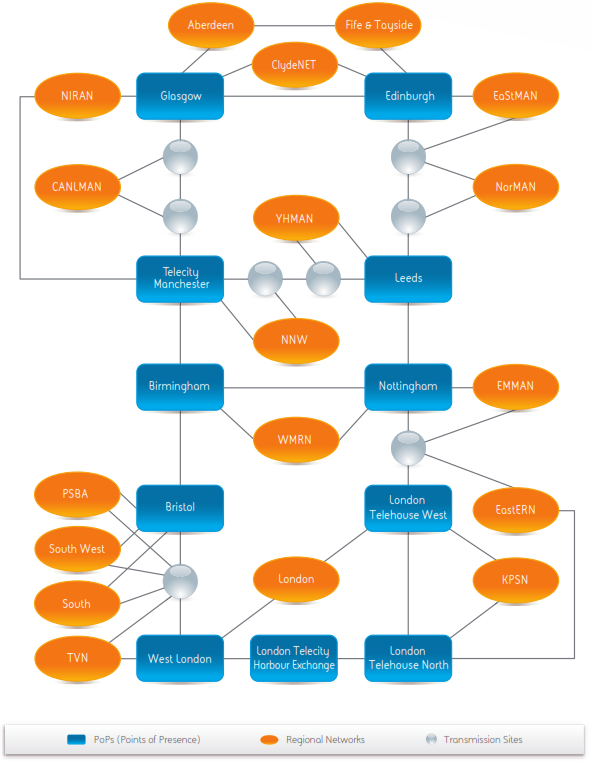 Aberdeen
Fife & Tayside
ClydeNET
NIRAN
Glasgow
Edinburgh
EaStMAN
CANLMAN
NorMAN
YHMAN
Telecity
Manchester
Leeds
NNW
Birmingham
Nottingham
EMMAN
WMRN
PSBA
Bristol
London
Telehouse West
EastERN
South West
London
KPSN
South
TVN
West London
London Telecity
Harbour Exchange
London
Telehouse North
PoPs (Points of Presence)
Regional Networks
Transmission Sites